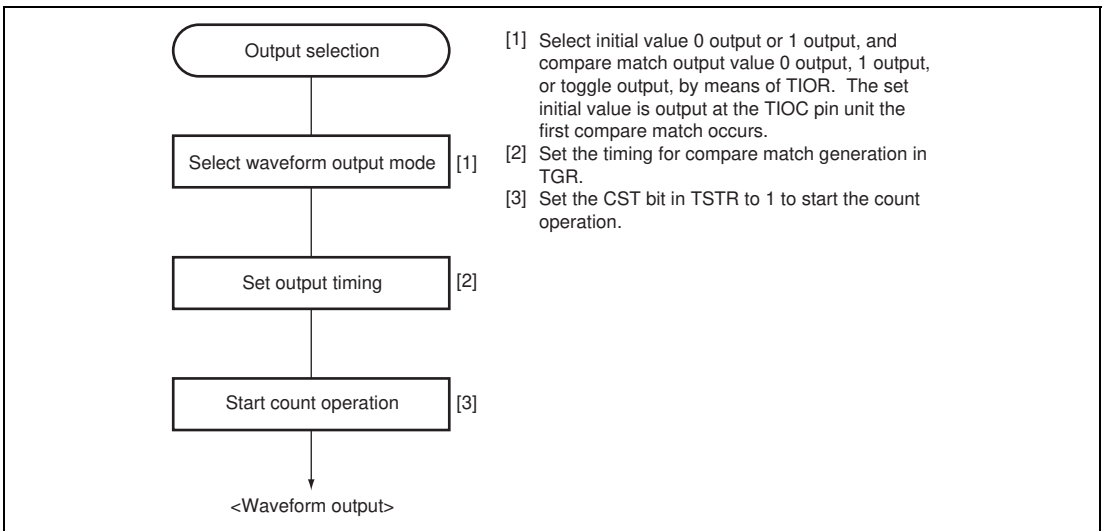 Output selection
Select waveform output mode [1]
Set output timing [2]
Start count operation [3]
<Waveform output>
[1] Select initial value 0 output or 1 output, and
compare match output value 0 output, 1 output,
or toggle output, by means of TIOR. The set
initial value is output at the TIOC pin unit the
first compare match occurs.
[2] Set the timing for compare match generation in
TGR.
[3] Set the CST bit in TSTR to 1 to start the count
operation.